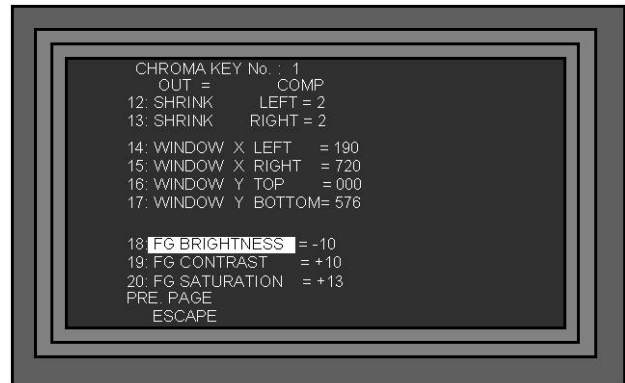 CHROMA KEY No. : 1
OUT = COMP
12: SHRINK LEFT = 2
13: SHRINK RIGHT = 2
14: WINDOW X LEFT = 190
15: WINDOW X RIGHT = 720
16: WINDOW Y TOP = 000
17: WINDOW Y BOTTOM= 576
18: FG BRIGHTNESS = -10
19: FG CONTRAST = +10
20: FG SATURATION = +13
PRE. PAGE
ESCAPE